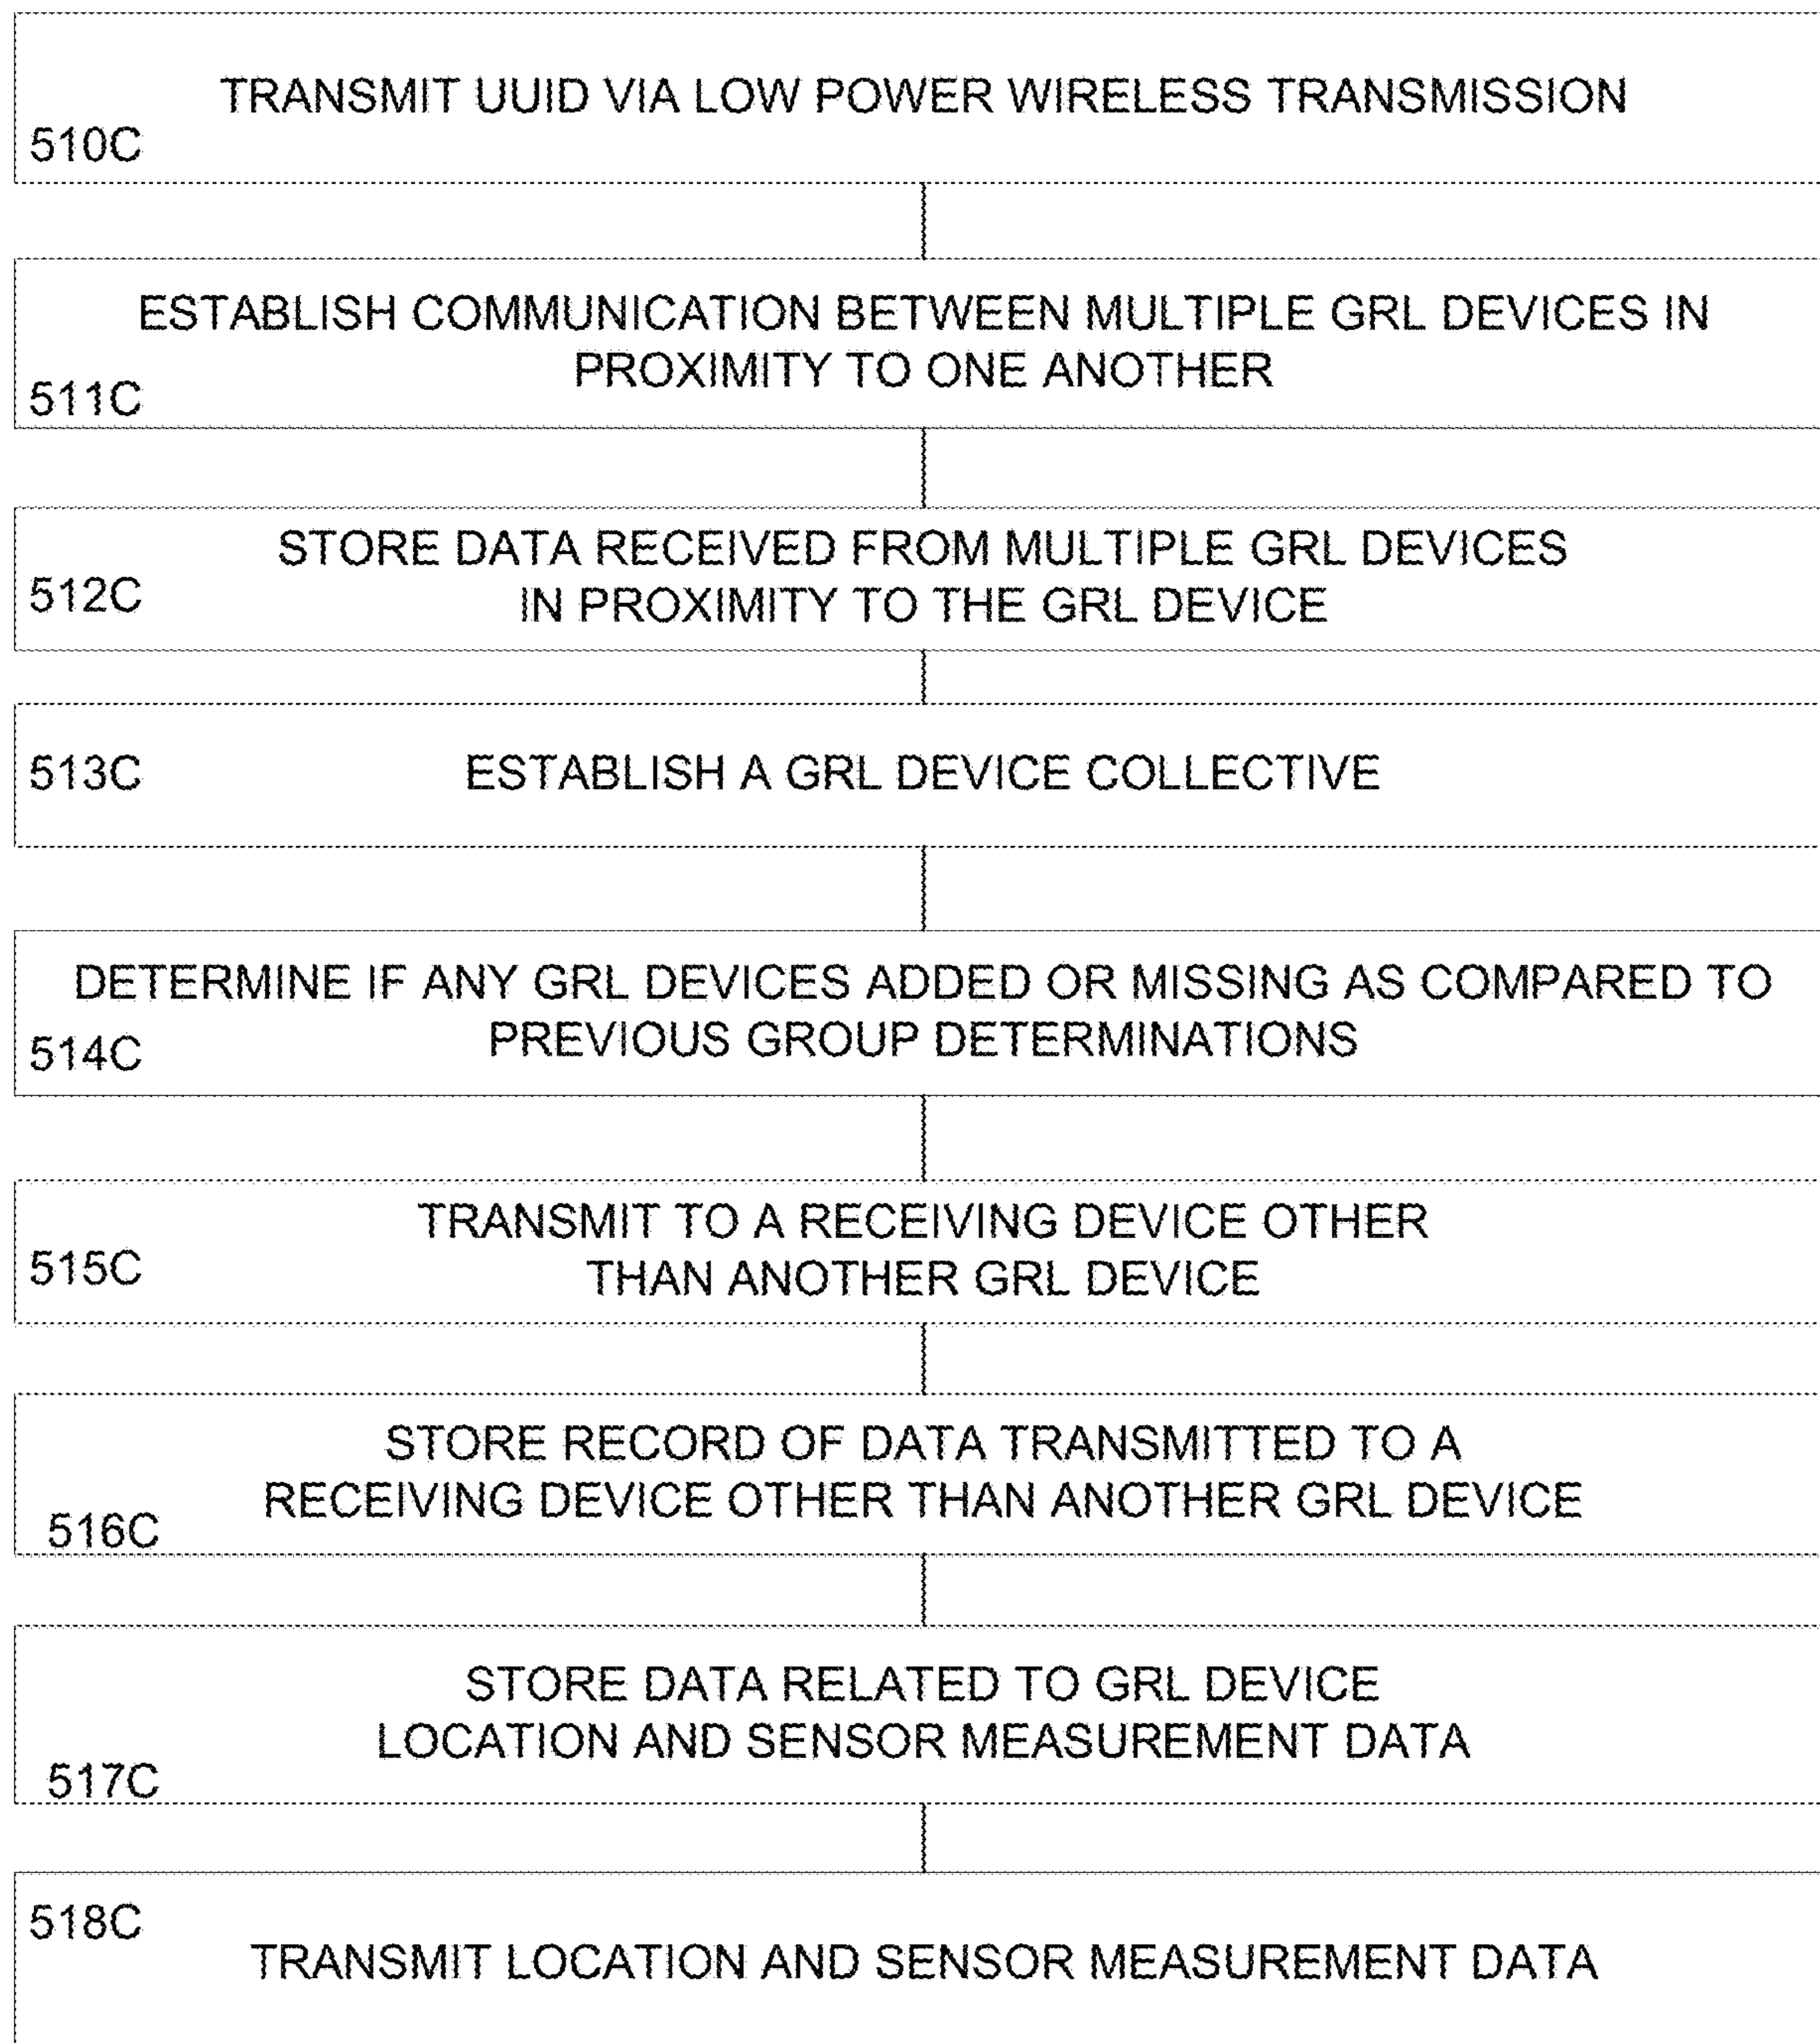 TRANSMIT UUID VIA LOW POWER WIRELESS TRANSMISSION
510C
ESTABLISH COMMUNICATION BETWEEN MULTIPLE GRL DEVICES IN
PROXIMITY TO ONE ANOTHER
511C
STORE DATA RECEIVED FROM MULTIPLE GRL DEVICES
512C
IN PROXIMITY TO THE GRL DEVICE
513C
ESTABLISH A GRL DEVICE COLLECTIVE
DETERMINE IF ANY GRL DEVICES ADDED OR MISSING AS COMPARED TO
PREVIOUS GROUP DETERMINATIONS
514C
TRANSMIT TO A RECEIVING DEVICE OTHER
515C
THAN ANOTHER GRL DEVICE
STORE RECORD OF DATA TRANSMITTED TO A
RECEIVING DEVICE OTHER THAN ANOTHER GRL DEVICE
516C
STORE DATA RELATED TO GRL DEVICE
LOCATION AND SENSOR MEASUREMENT DATA
517C
518C
TRANSMIT LOCATION AND SENSOR MEASUREMENT DATA